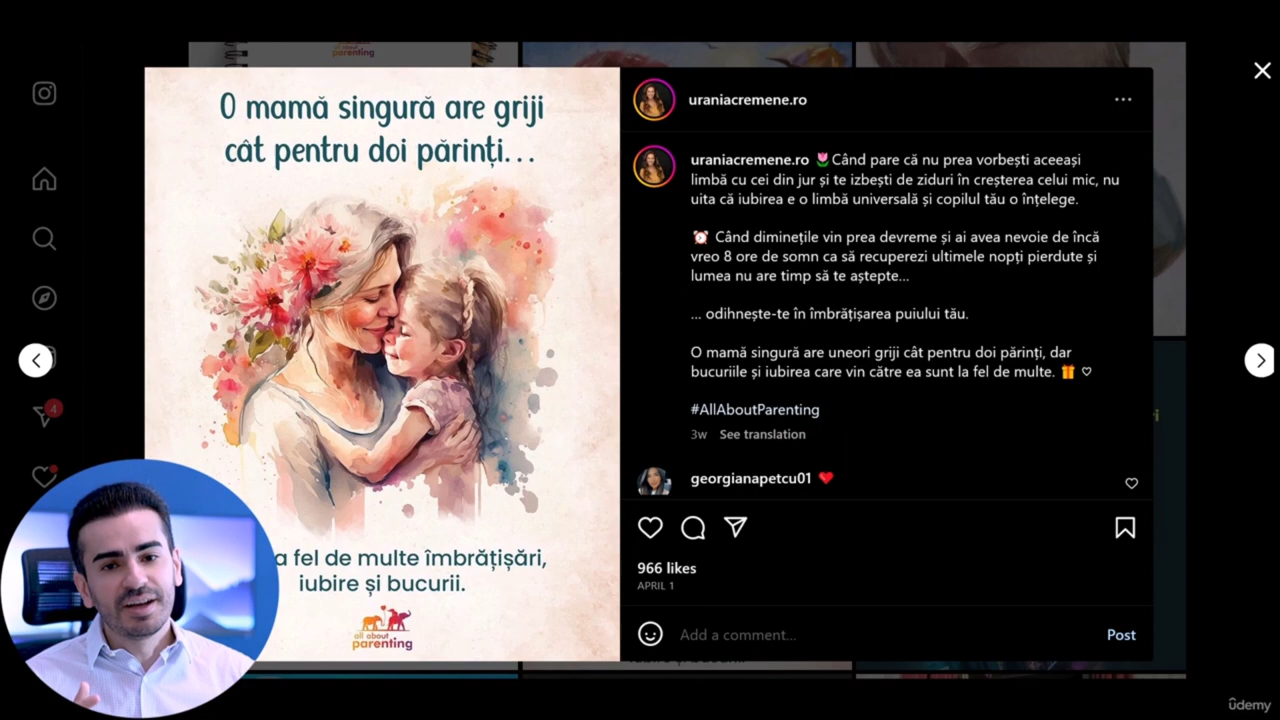 parenting
O mamă singură are griji
cât pentru doi părinți...
a fel de multe îmbrățișări,
iubire și bucurii.
all about
parenting
uraniacremene.ro
uraniacremene.ro 🌷Când pare că nu prea vorbești aceeași
limbă cu cei din jur și te izbești de ziduri în creșterea celui mic, nu
uita că iubirea e o limbă universală și copilul tău o înțelege.
⏰ Când diminețile vin prea devreme și ai avea nevoie de încă
vreo 8 ore de somn ca să recuperezi ultimele nopți pierdute și
lumea nu are timp să te aștepte...
... odihnește-te în îmbrățișarea puiului tău.
O mamă singură are uneori griji cât pentru doi părinți, dar
bucuriile și iubirea care vin către ea sunt la fel de multe. 🎁 ♡
#AllAboutParenting
3w See translation
georgianapetcu01 ❤️
966 likes
APRIL 1
Add a comment...
Post
4
ûdemy